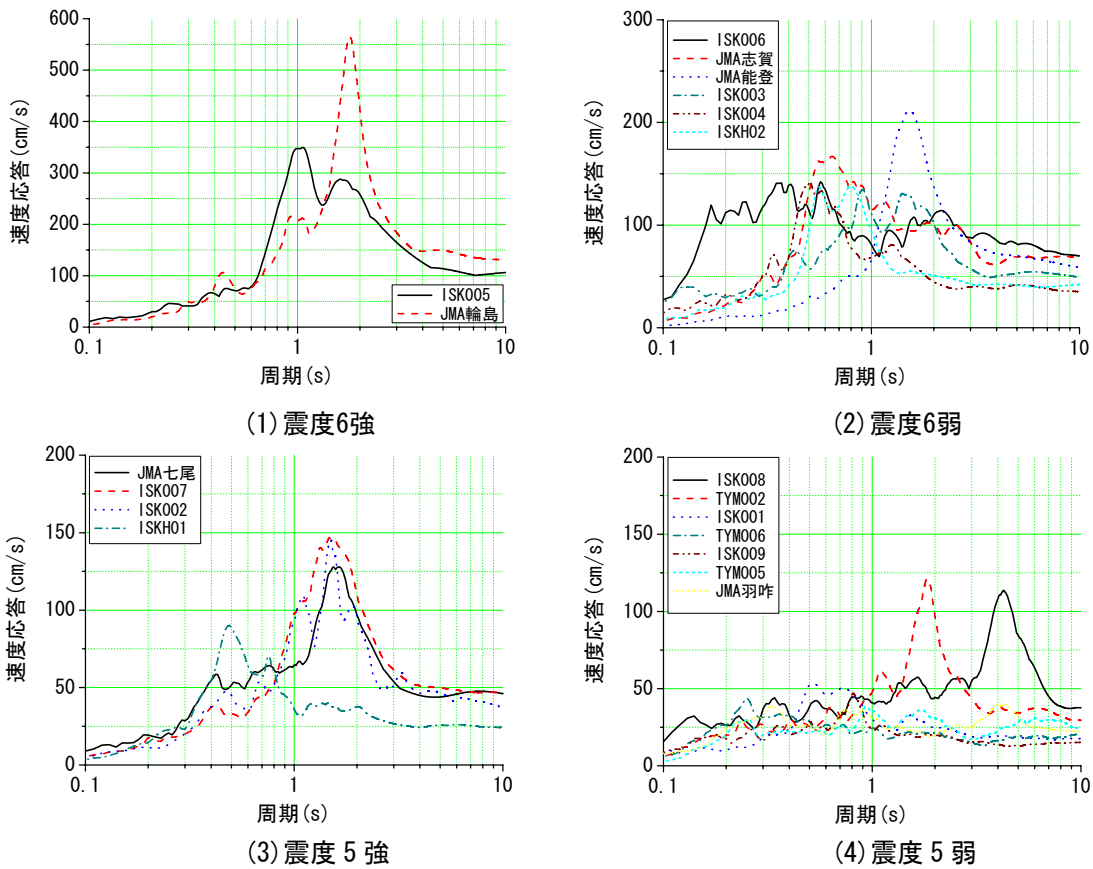 600
500
400
300
200
100
0
速度応答(cm/s)
ISK005
JMA輪島
0.1
1
10
周期(s)
(1)震度6強
300
200
100
0
速度応答(cm/s)
ISK006
JMA志賀
JMA能登
ISK003
ISK004
ISKH02
0.1
1
10
周期(s)
(2)震度6弱
200
150
100
50
0
速度応答(cm/s)
JMA七尾
ISK007
ISK002
ISKH01
0.1
1
10
周期(s)
(3)震度 5 強
200
150
100
50
0
速度応答(cm/s)
ISK008
TYM002
ISK001
TYM006
ISK009
TYM005
JMA羽咋
0.1
1
10
周期(s)
(4)震度 5 弱